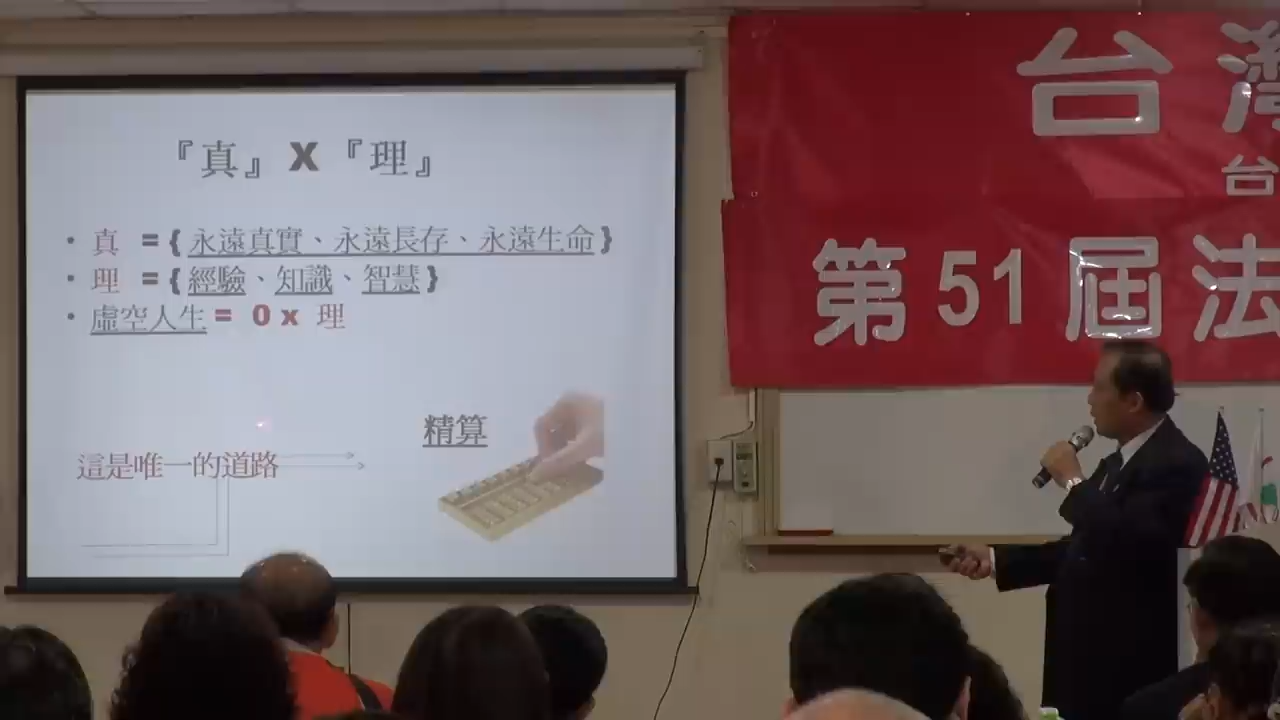 『真』X『理』
• 真 = { 永遠真實、永遠長存、永遠生命 }
• 理 = { 經驗、知識、智慧 }
• 虛空人生 = 0 x 理
精算
這是唯一的道路
台灣
台
第51屆法